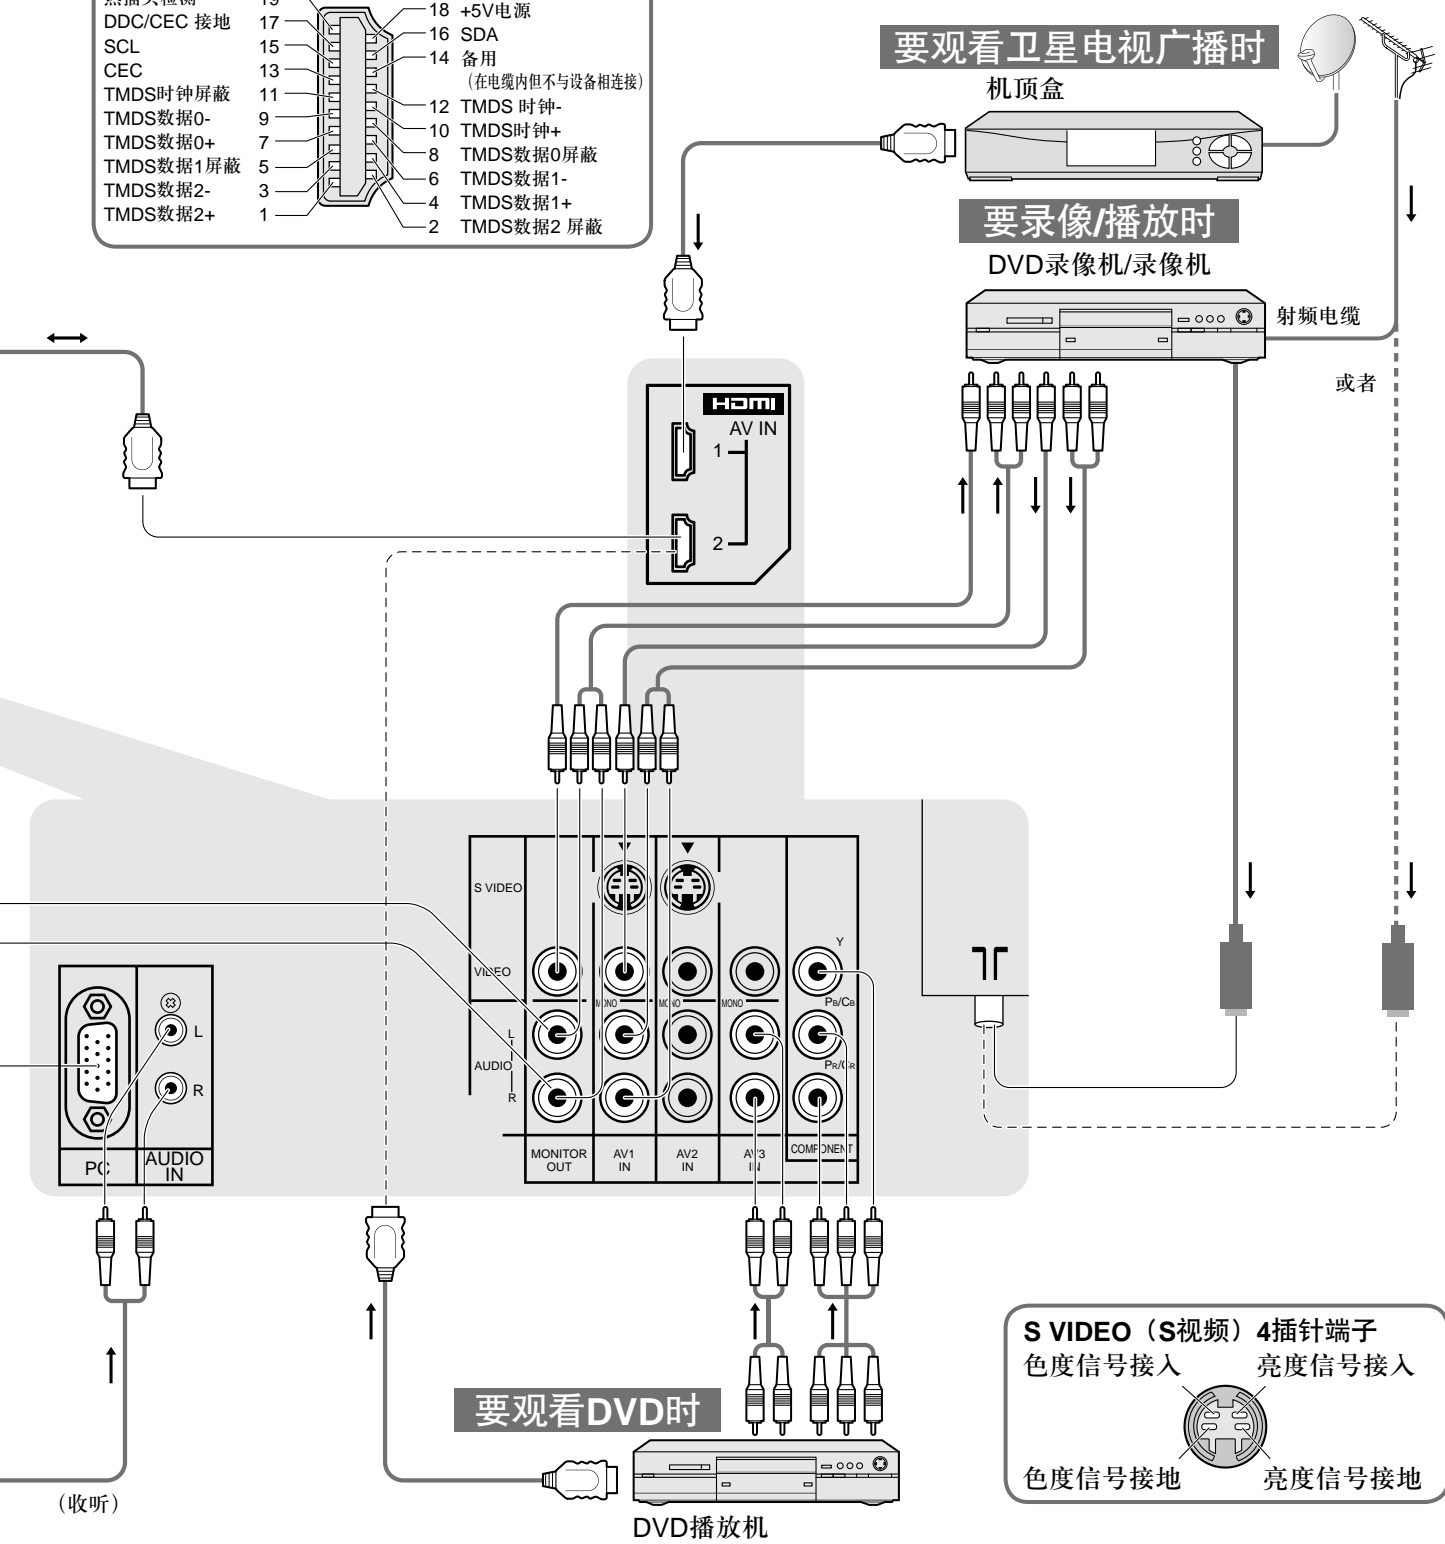 19
DDC/CEC 接地 17
SCL 15
CEC 13
TMDS时钟屏蔽 11
TMDS数据0- 9
TMDS数据0+ 7
TMDS数据1屏蔽 5
TMDS数据2- 3
TMDS数据2+ 1
18 +5V电源
16 SDA
14 备用
(在电缆内但不与设备相连接)
12 TMDS 时钟-
10 TMDS时钟+
8 TMDS数据0屏蔽
6 TMDS数据1-
4 TMDS数据1+
2 TMDS数据2 屏蔽
要观看卫星电视广播时
机顶盒
要录像/播放时
DVD录像机/录像机
射频电缆
或者
HDMI
AV IN
1
2
S VIDEO
VIDEO
MONO
MONO
MONO
L
AUDIO
R
Y
PB/CB
PR/CR
MONITOR OUT
AV1 IN
AV2 IN
AV3 IN
COMPONENT
L
R
PC
AUDIO IN
(收听)
要观看DVD时
DVD播放机
S VIDEO（S视频）4插针端子
色度信号接入 亮度信号接入
色度信号接地 亮度信号接地